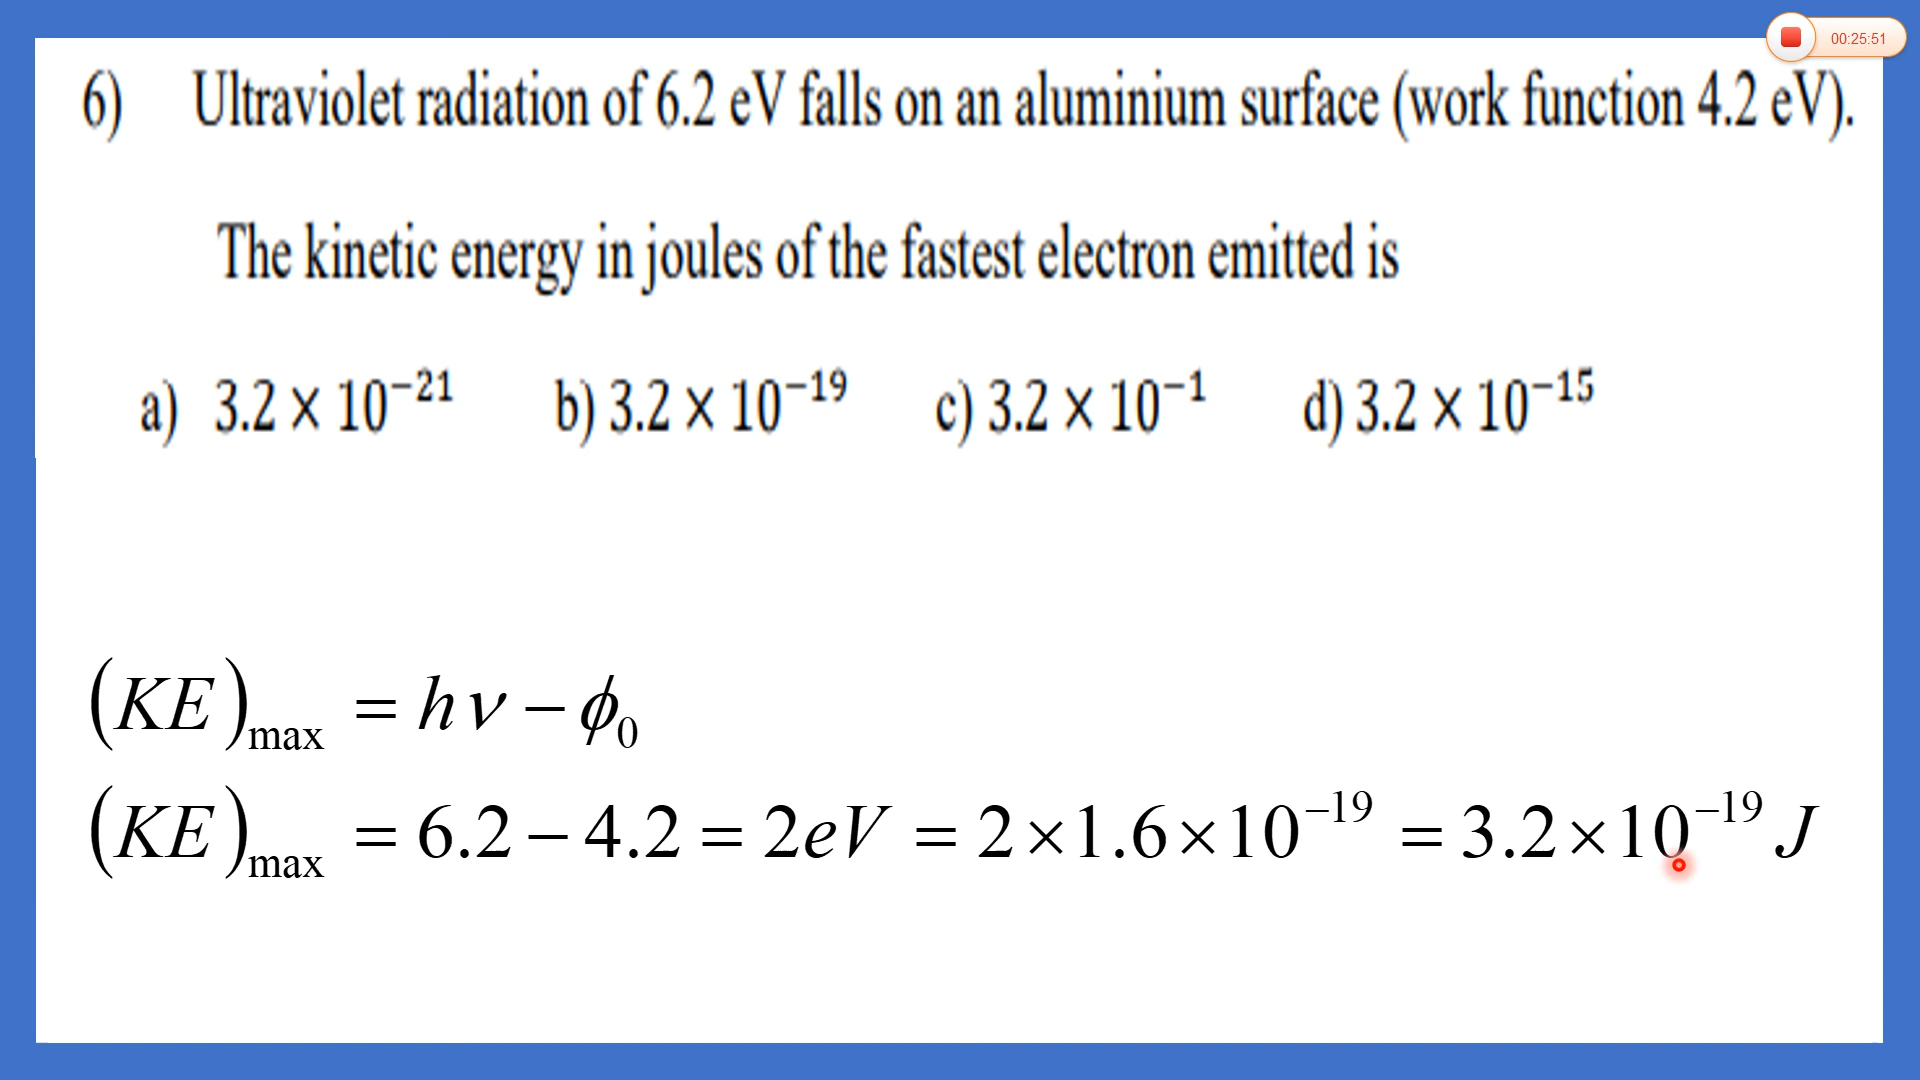 00:25:51
6) Ultraviolet radiation of 6.2 eV falls on an aluminium surface (work function 4.2 eV).
The kinetic energy in joules of the fastest electron emitted is
a) 3.2 × 10⁻²¹ b) 3.2 × 10⁻¹⁹ c) 3.2 × 10⁻¹ d) 3.2 × 10⁻¹⁵
(KE)max = hν − ϕ₀
(KE)max = 6.2 − 4.2 = 2eV = 2×1.6×10⁻¹⁹ = 3.2×10⁻¹⁹ J